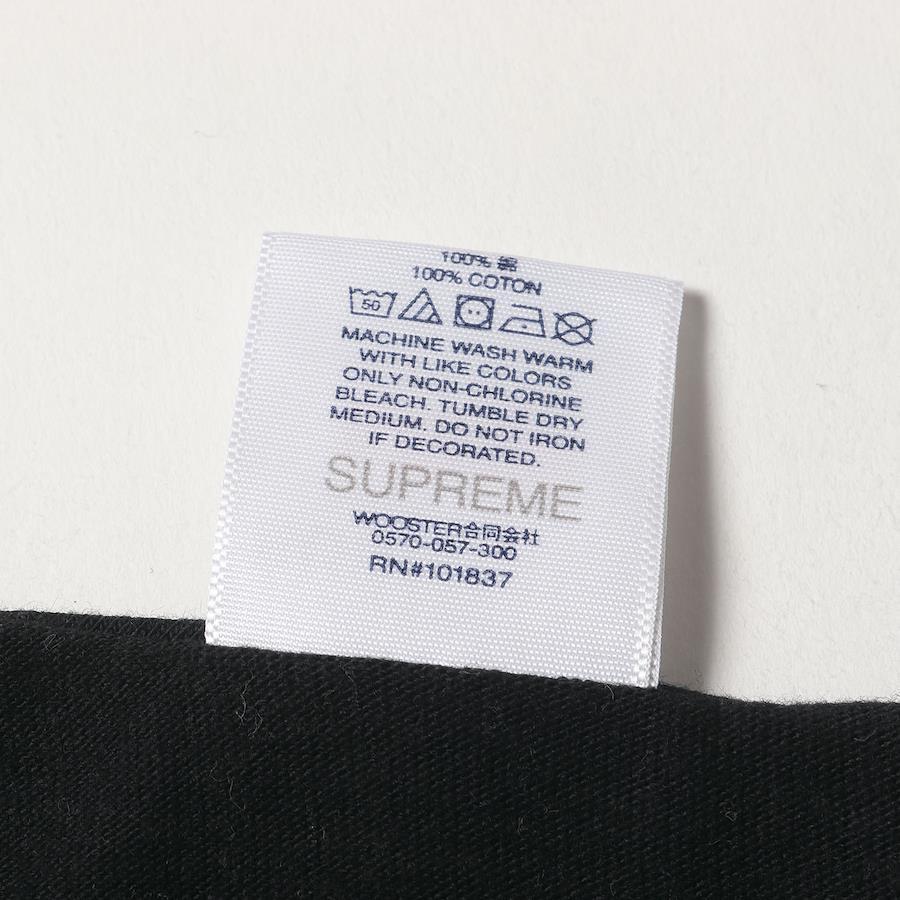 100% 綿
100% COTON
50
MACHINE WASH WARM
WITH LIKE COLORS
ONLY NON-CHLORINE
BLEACH. TUMBLE DRY
MEDIUM. DO NOT IRON
IF DECORATED.
SUPREME
WOOSTER合同会社
0570-057-300
RN#101837